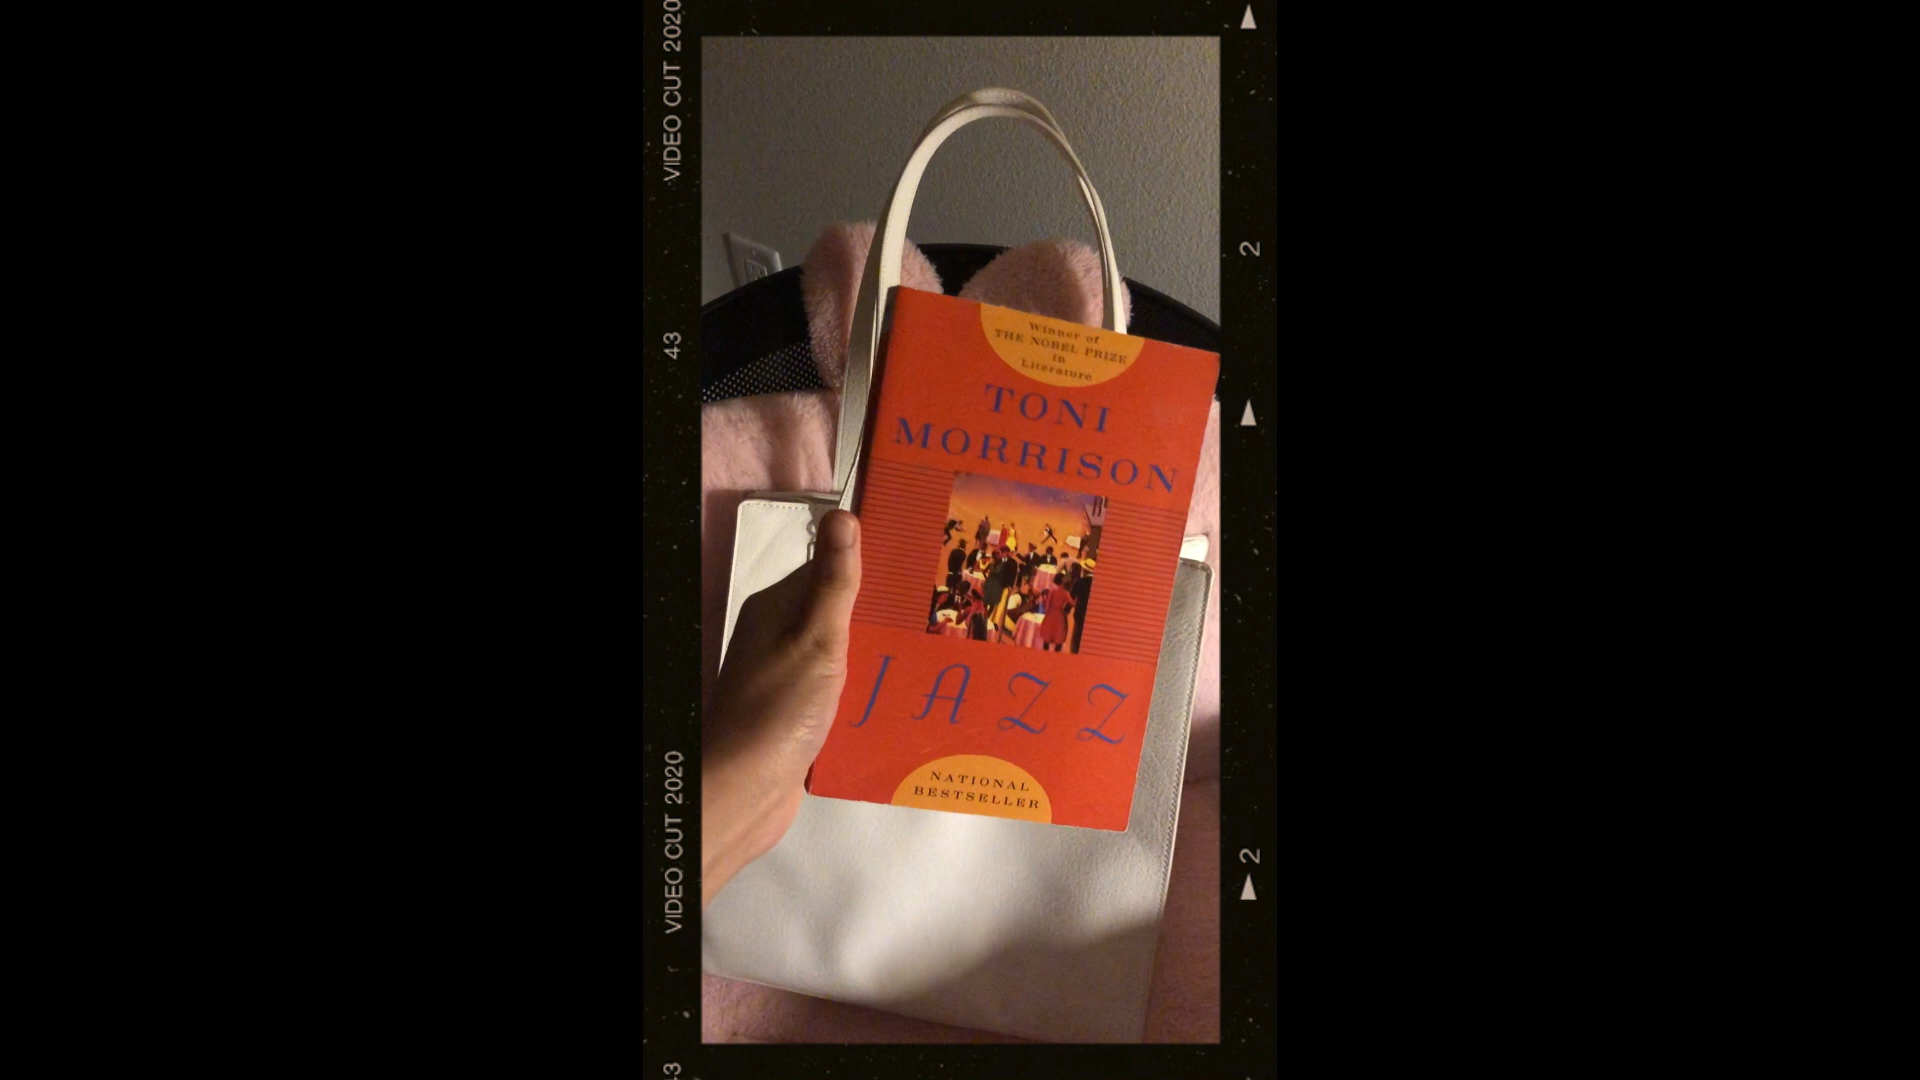 VIDEO CUT 2020
43
VIDEO CUT 2020
Winner of
THE NOBEL PRIZE
in
Literature
TONI
MORRISON
JAZZ
NATIONAL
BESTSELLER
2
2